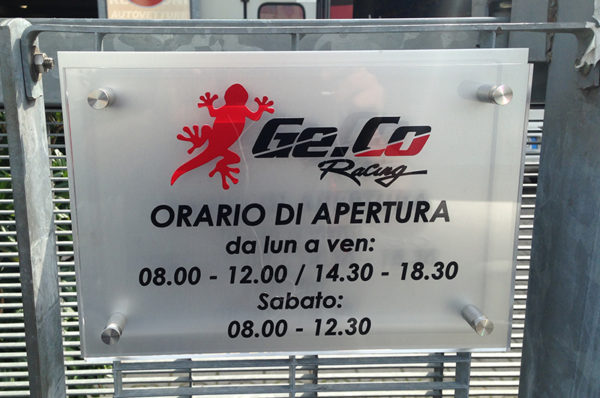 AUTOVETTURE
Ge.Co
Racing
ORARIO DI APERTURA
da lun a ven:
08.00 - 12.00 / 14.30 - 18.30
Sabato:
08.00 - 12.30